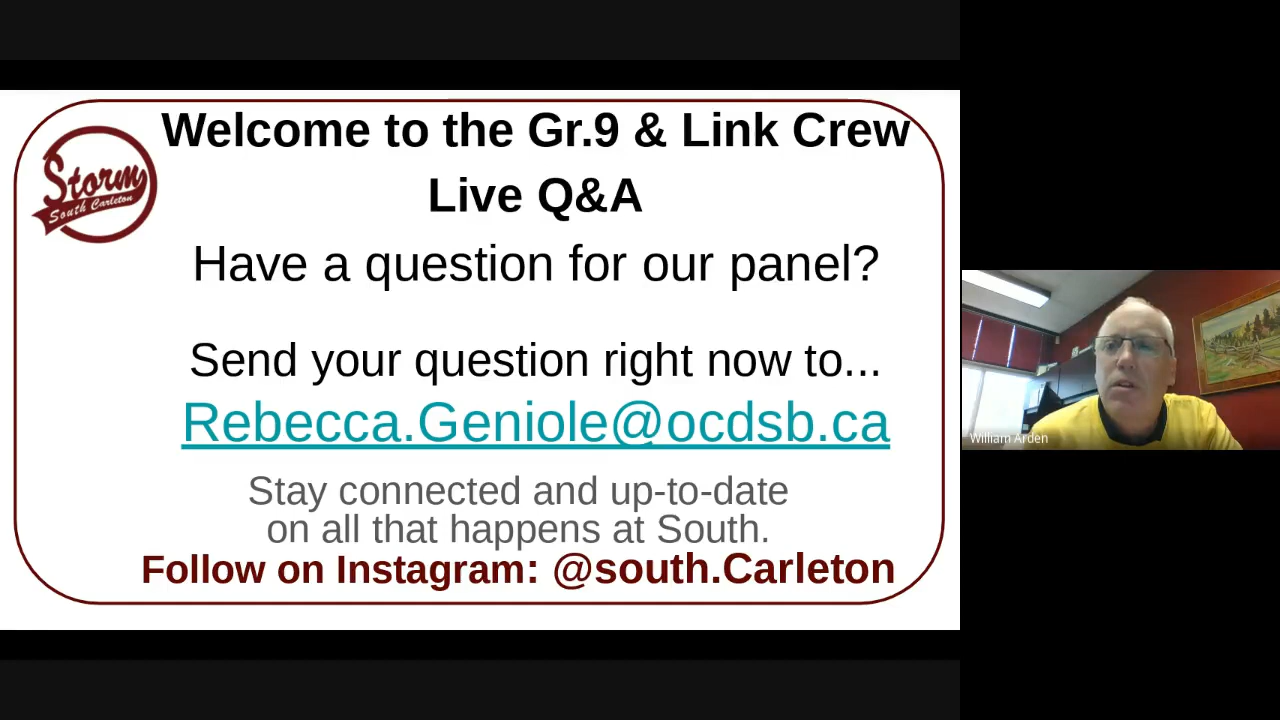 Storm
South Carleton
Welcome to the Gr.9 & Link Crew
Live Q&A
Have a question for our panel?
Send your question right now to...
Rebecca.Geniole@ocdsb.ca
Stay connected and up-to-date
on all that happens at South.
Follow on Instagram: @south.Carleton
William Arden